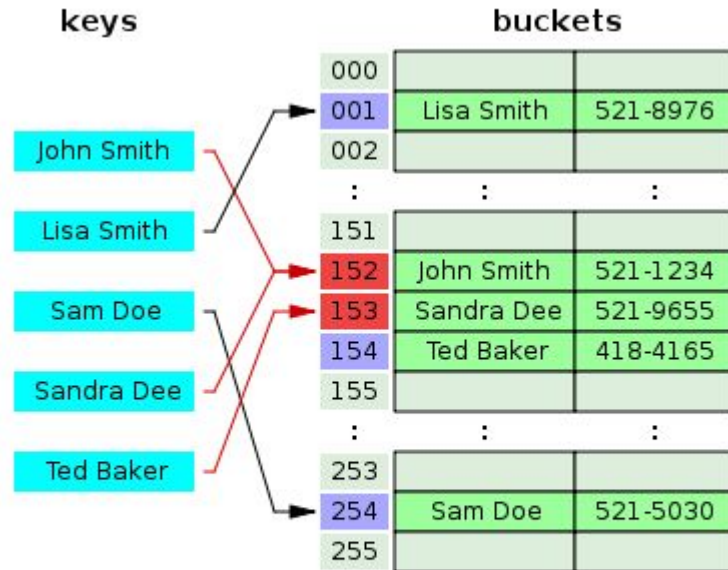 keys
buckets
000
001 Lisa Smith 521-8976
John Smith
002
: : :
Lisa Smith
151
152 John Smith 521-1234
Sam Doe
153 Sandra Dee 521-9655
154 Ted Baker 418-4165
Sandra Dee
155
: : :
Ted Baker
253
254 Sam Doe 521-5030
255